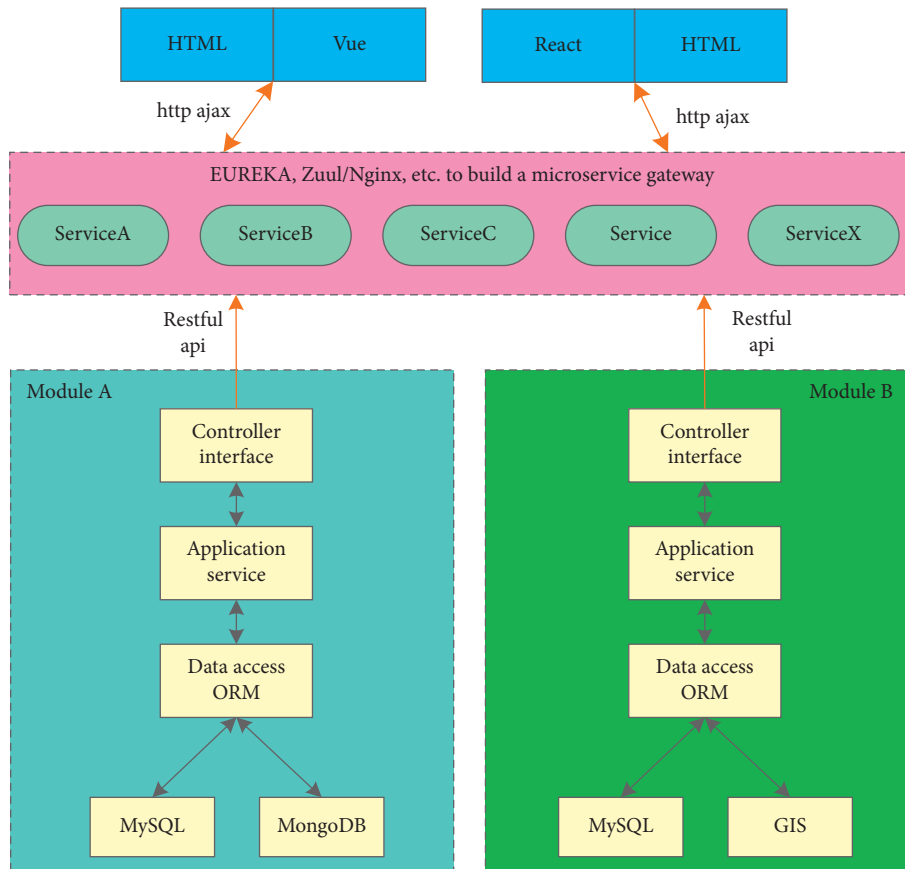 HTML
Vue
React
HTML
http ajax
http ajax
EUREKA, Zuul/Nginx, etc. to build a microservice gateway
ServiceA
ServiceB
ServiceC
Service
ServiceX
Restful
api
Restful
api
Module A
Controller
interface
Application
service
Data access
ORM
MySQL
MongoDB
Module B
Controller
interface
Application
service
Data access
ORM
MySQL
GIS